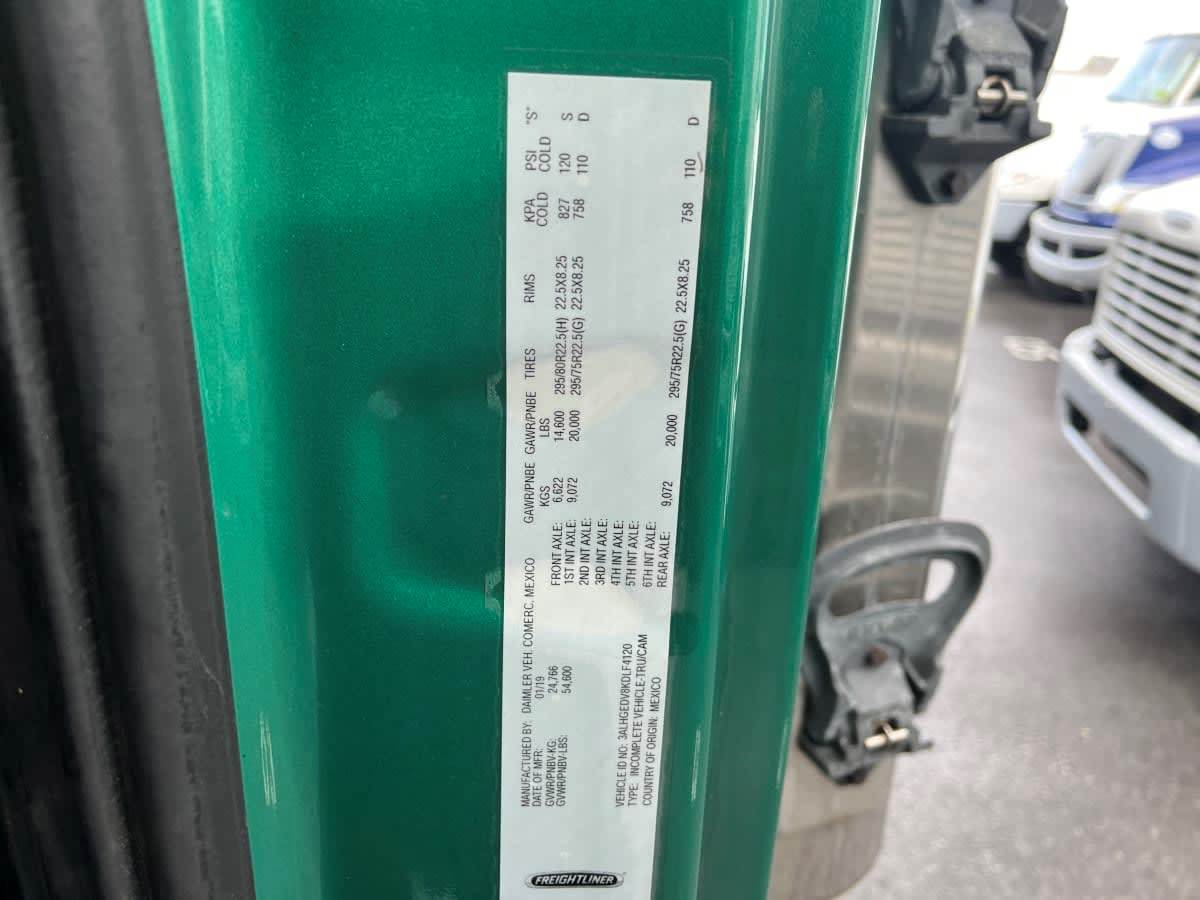 FREIGHTLINER
MANUFACTURED BY: DAIMLER VEH. COMERC. MEXICO
DATE OF MFR: 01/19
GVWR/PNBV-KG: 24,766
GVWR/PNBV-LBS: 54,600
VEHICLE ID NO: 3ALHGEDV8KDLF4120
TYPE: INCOMPLETE VEHICLE-TRU/CAM
COUNTRY OF ORIGIN: MEXICO
GAWR/PNBE KGS GAWR/PNBE LBS TIRES RIMS KPA COLD PSI COLD "S"
FRONT AXLE: 6,622 14,600 295/80R22.5(H) 22.5X8.25 827 120 S
1ST INT AXLE: 9,072 20,000 295/75R22.5(G) 22.5X8.25 758 110 D
2ND INT AXLE:
3RD INT AXLE:
4TH INT AXLE:
5TH INT AXLE:
6TH INT AXLE:
REAR AXLE: 9,072 20,000 295/75R22.5(G) 22.5X8.25 758 110 D